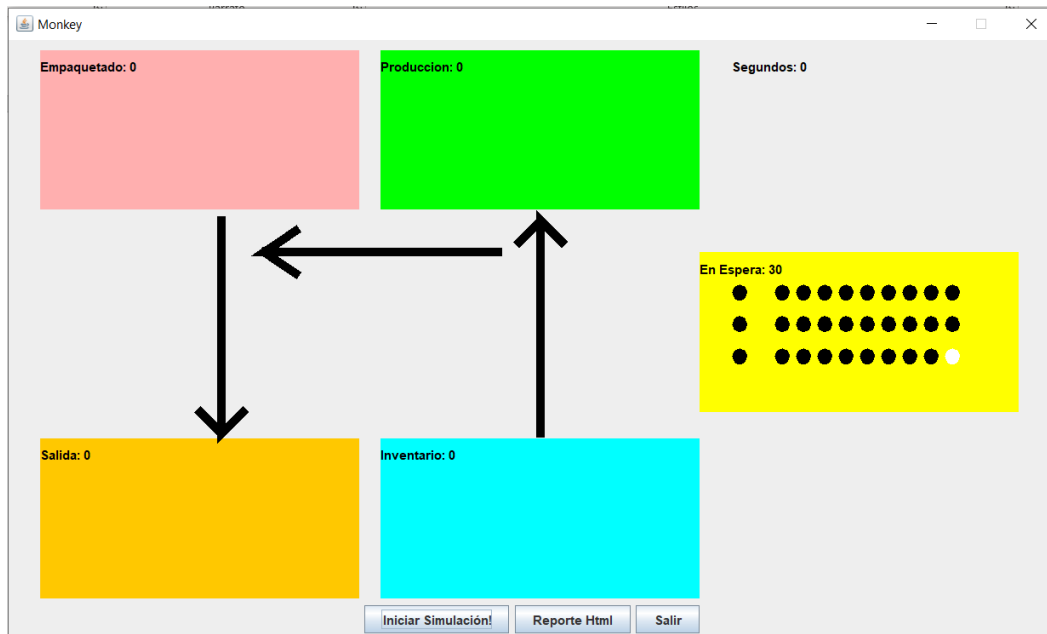 Monkey
Empaquetado: 0
Produccion: 0
Segundos: 0
En Espera: 30
Salida: 0
Inventario: 0
Iniciar Simulación!
Reporte Html
Salir